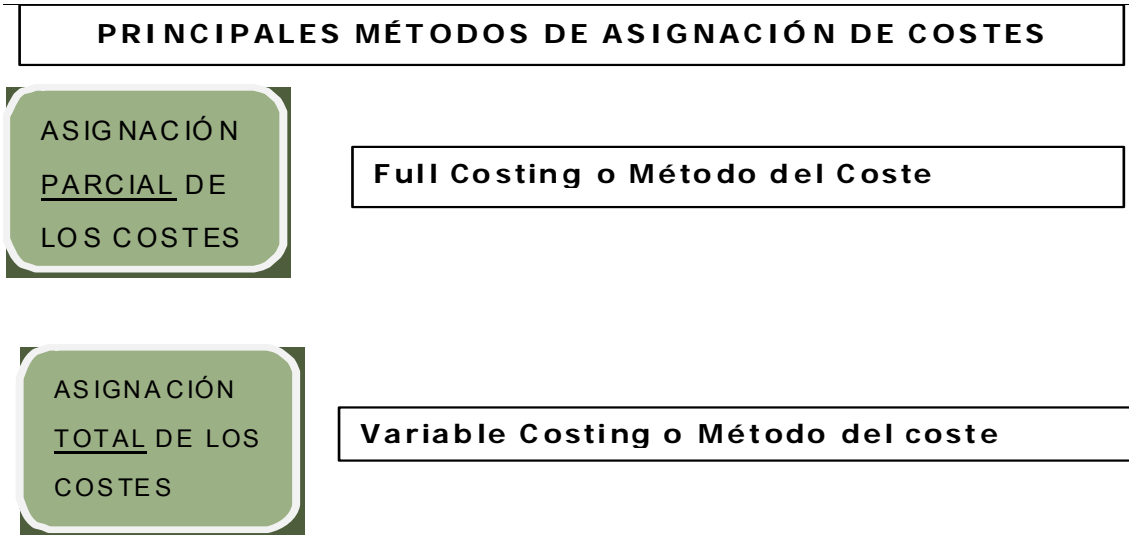 PRINCIPALES MÉTODOS DE ASIGNACIÓN DE COSTES
ASIGNACIÓN
PARCIAL DE
LOS COSTES
Full Costing o Método del Coste
ASIGNACIÓN
TOTAL DE LOS
COSTES
Variable Costing o Método del coste